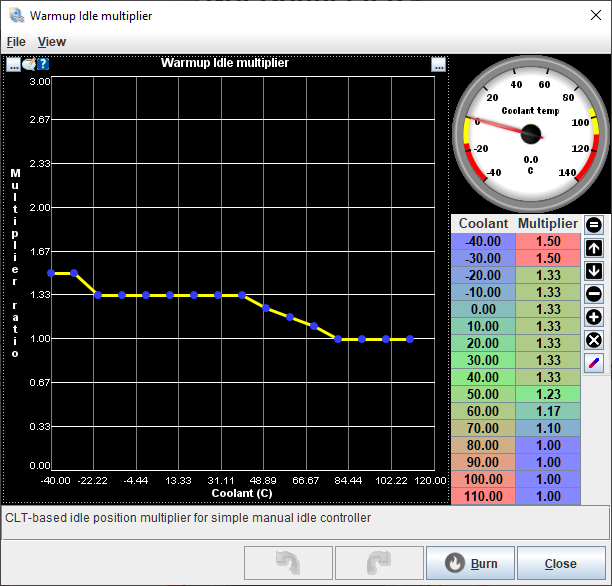 Warmup Idle multiplier
File View
... ? Warmup Idle multiplier ...
3.00
2.67
2.33
2.00
1.67
1.33
1.00
0.67
0.33
0.00
Multiplier ratio
-40.00 -22.22 -4.44 13.33 31.11 48.89 66.67 84.44 102.22 120.00
Coolant (C)
-40 -20 0 20 40 60 80 100 120 140
Coolant temp
0.0
C
Coolant Multiplier
-40.00 1.50
-30.00 1.50
-20.00 1.33
-10.00 1.33
0.00 1.33
10.00 1.33
20.00 1.33
30.00 1.33
40.00 1.33
50.00 1.23
60.00 1.17
70.00 1.10
80.00 1.00
90.00 1.00
100.00 1.00
110.00 1.00
CLT-based idle position multiplier for simple manual idle controller
Burn Close